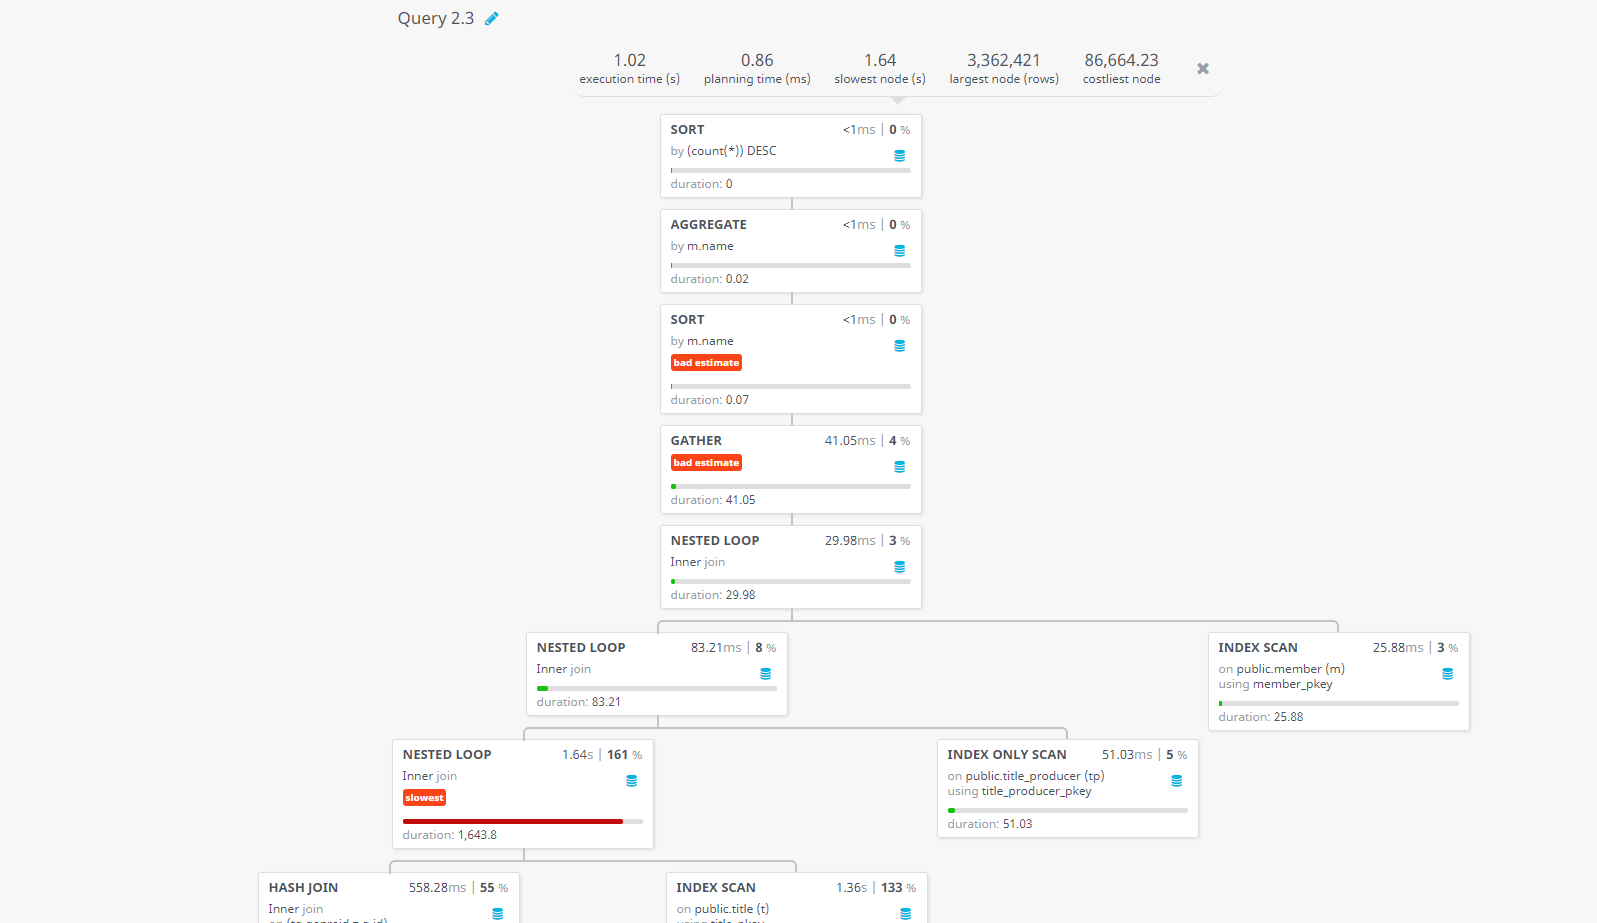 Query 2.3
1.02 0.86 1.64 3,362,421 86,664.23
execution time (s) planning time (ms) slowest node (s) largest node (rows) costliest node
SORT <1ms | 0 %
by (count(*)) DESC
duration: 0
AGGREGATE <1ms | 0 %
by m.name
duration: 0.02
SORT <1ms | 0 %
by m.name
bad estimate
duration: 0.07
GATHER 41.05ms | 4 %
bad estimate
duration: 41.05
NESTED LOOP 29.98ms | 3 %
Inner join
duration: 29.98
NESTED LOOP 83.21ms | 8 %
Inner join
duration: 83.21
INDEX SCAN 25.88ms | 3 %
on public.member (m)
using member_pkey
duration: 25.88
NESTED LOOP 1.64s | 161 %
Inner join
slowest
duration: 1,643.8
INDEX ONLY SCAN 51.03ms | 5 %
on public.title_producer (tp)
using title_producer_pkey
duration: 51.03
HASH JOIN 558.28ms | 55 %
Inner join
INDEX SCAN 1.36s | 133 %
on public.title (t)